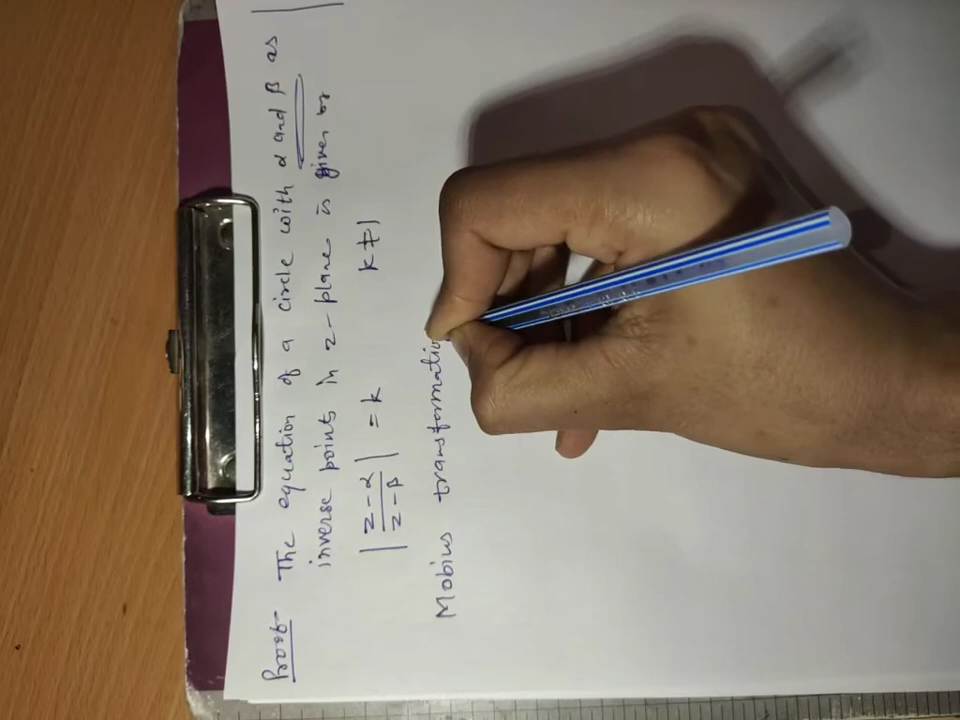 Proof- The equation of a circle with α and β as
inverse points in z-plane is given by
|z-α / z-β| = k k≠1
Mobius transformatio